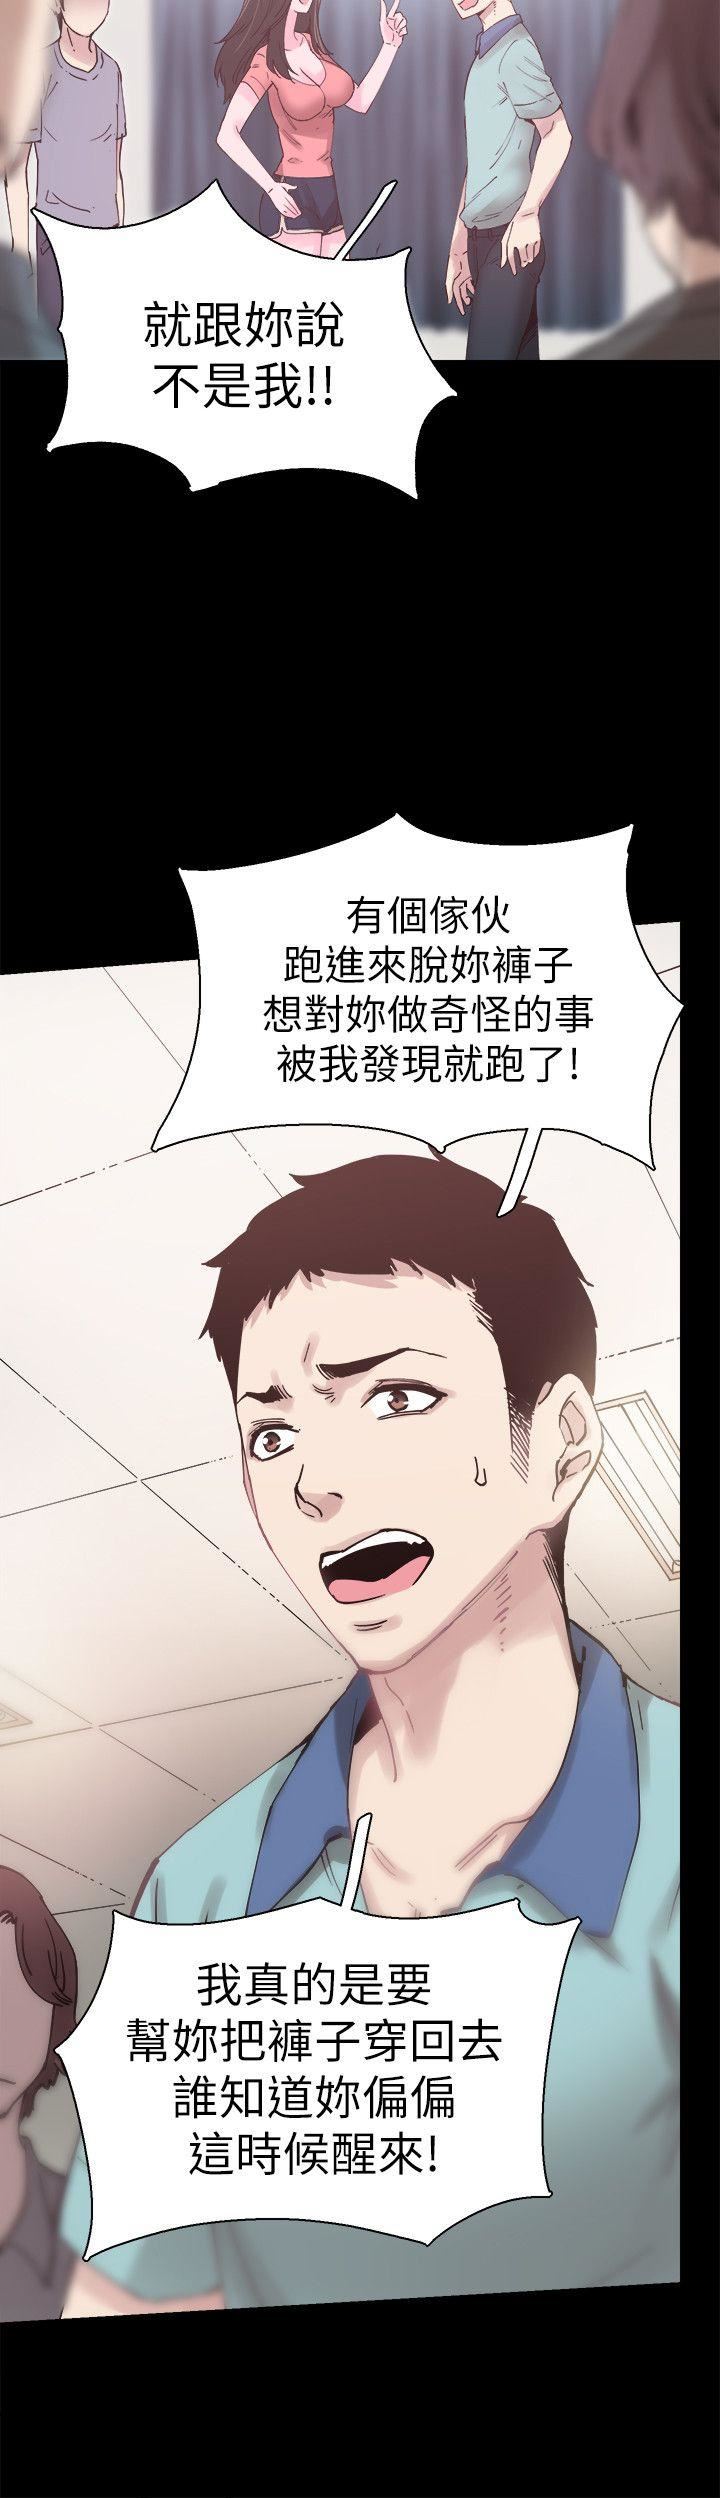 就跟妳說
不是我!!
有個傢伙
跑進來脫妳褲子
想對妳做奇怪的事
被我發現就跑了!
我真的是要
幫妳把褲子穿回去
誰知道妳偏偏
這時候醒來!